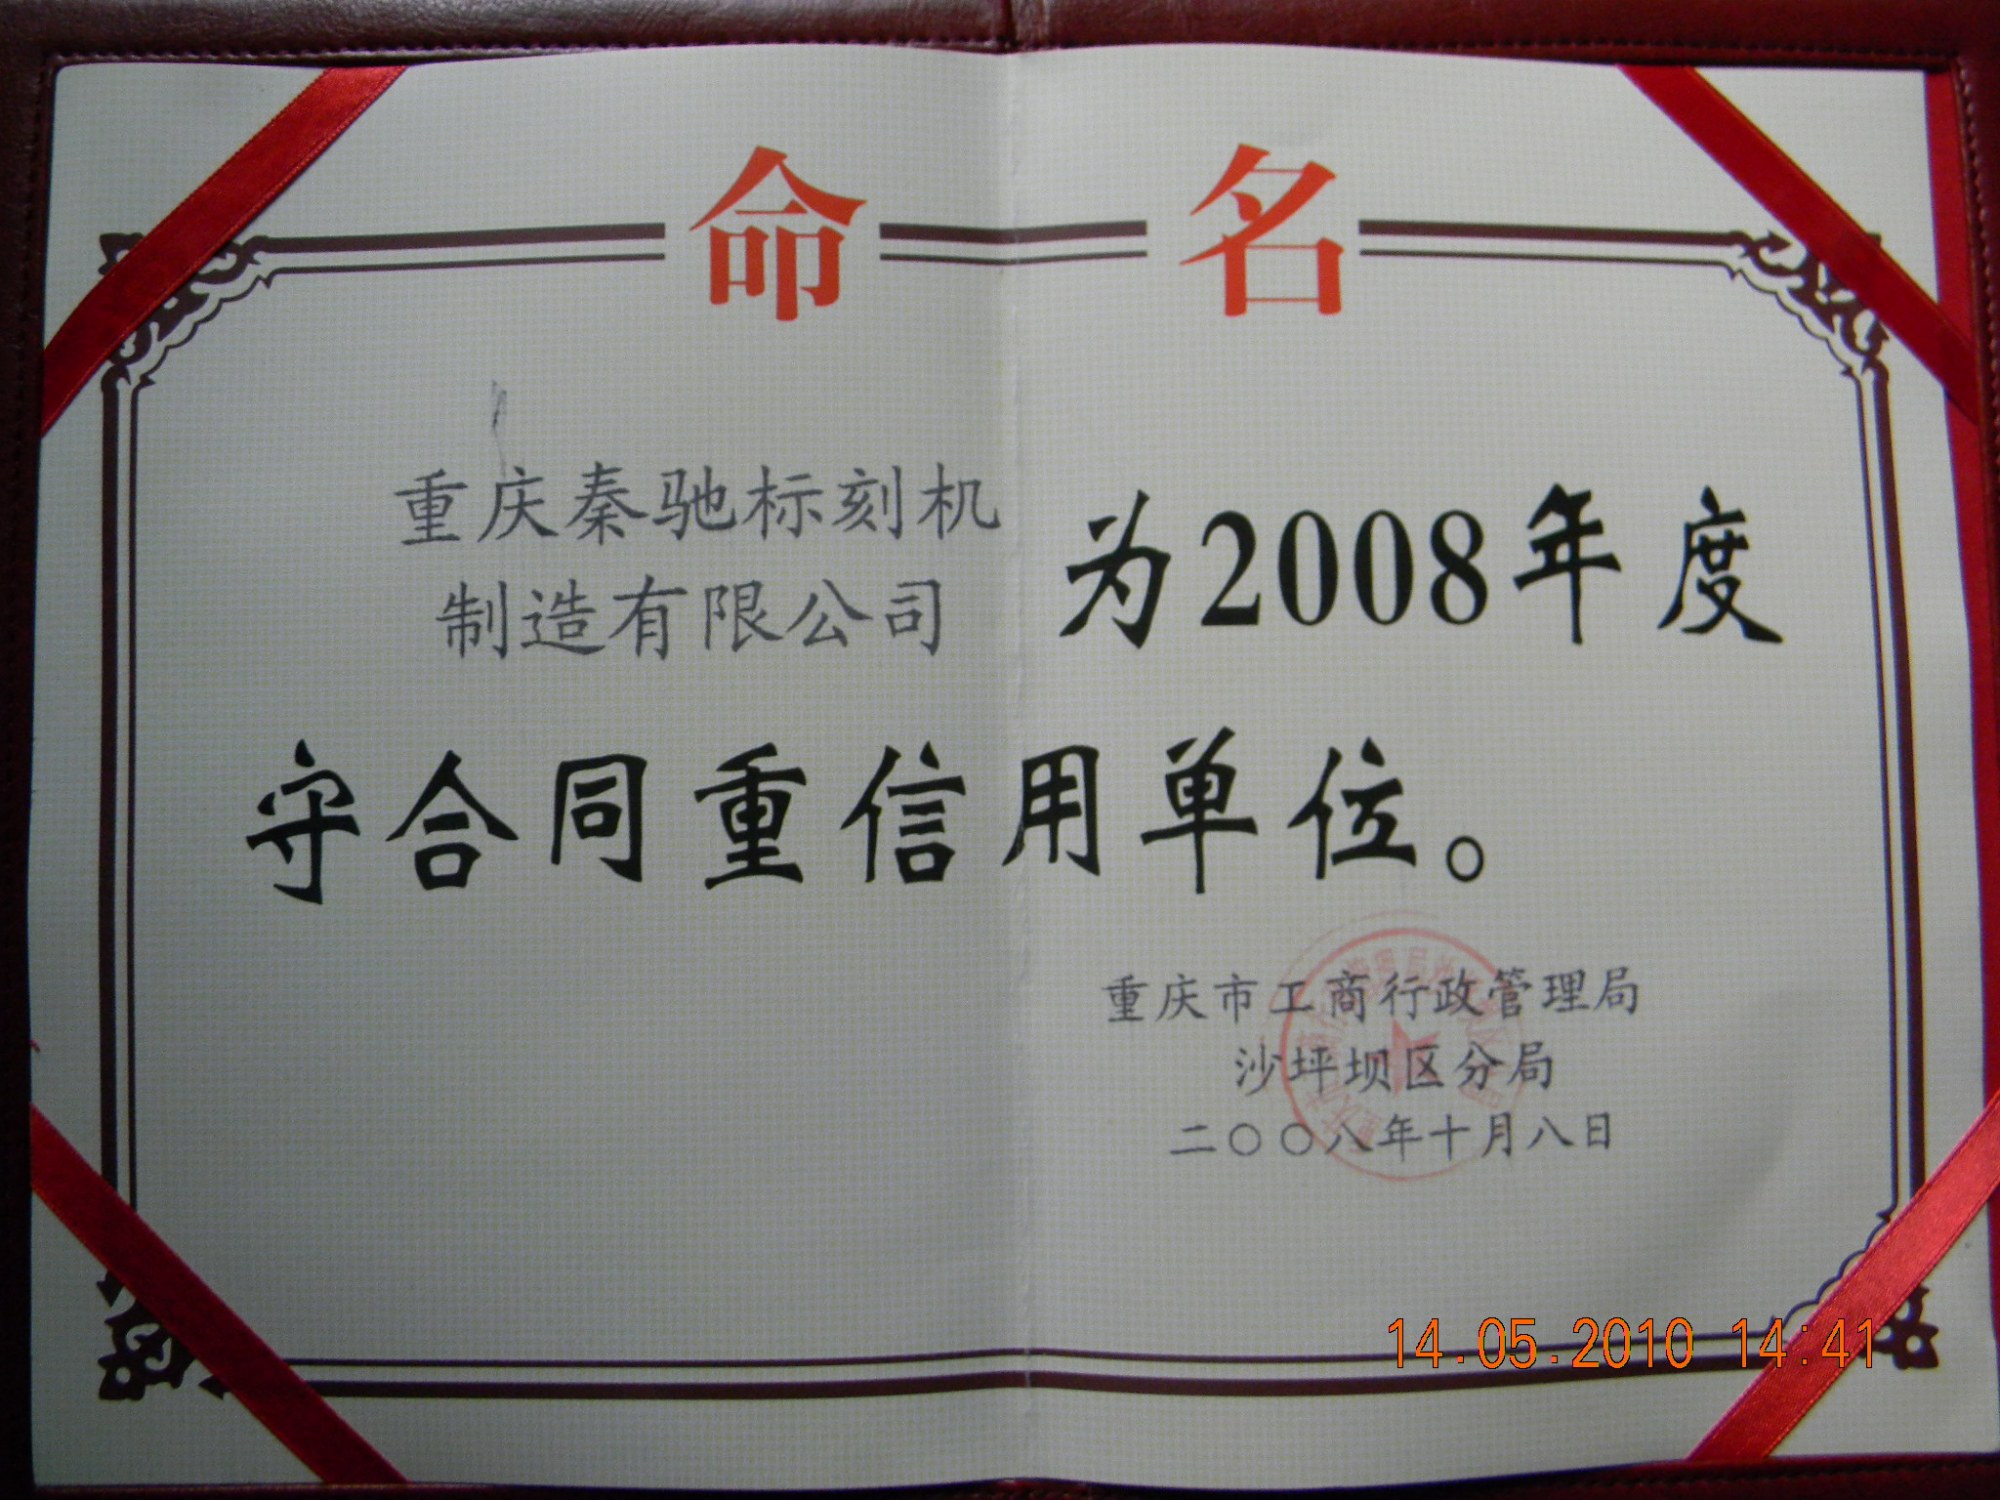 命名
重庆秦驰标刻机
制造有限公司
为2008年度
守合同重信用单位。
重庆市工商行政管理局
沙坪坝区分局
二〇〇八年十月八日
14.05.2010 14:41